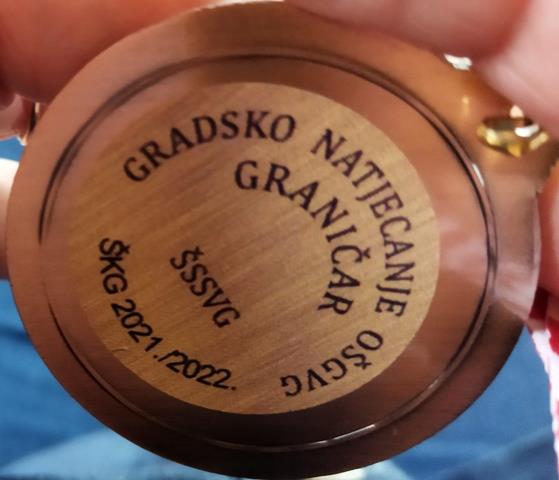 GRADSKO NATJECANJE OŠGVG
GRANIČAR
ŠSSVG
ŠKG 2021./2022.